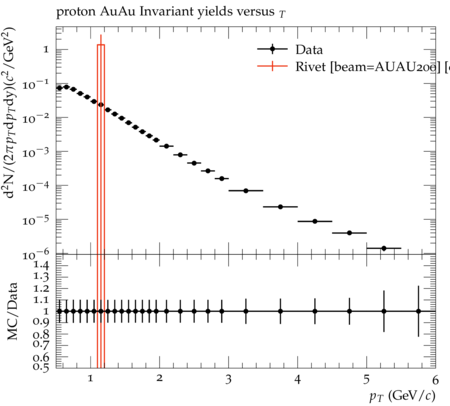 proton AuAu Invariant yields versus T
d²N/(2πpTdpTdy)(c²/GeV²)
1
10⁻¹
10⁻²
10⁻³
10⁻⁴
10⁻⁵
10⁻⁶
Data
Rivet [beam=AUAU200] [c
MC/Data
1.4
1.3
1.2
1.1
1
0.9
0.8
0.7
0.6
0.5
1 2 3 4 5 6
pT (GeV/c)